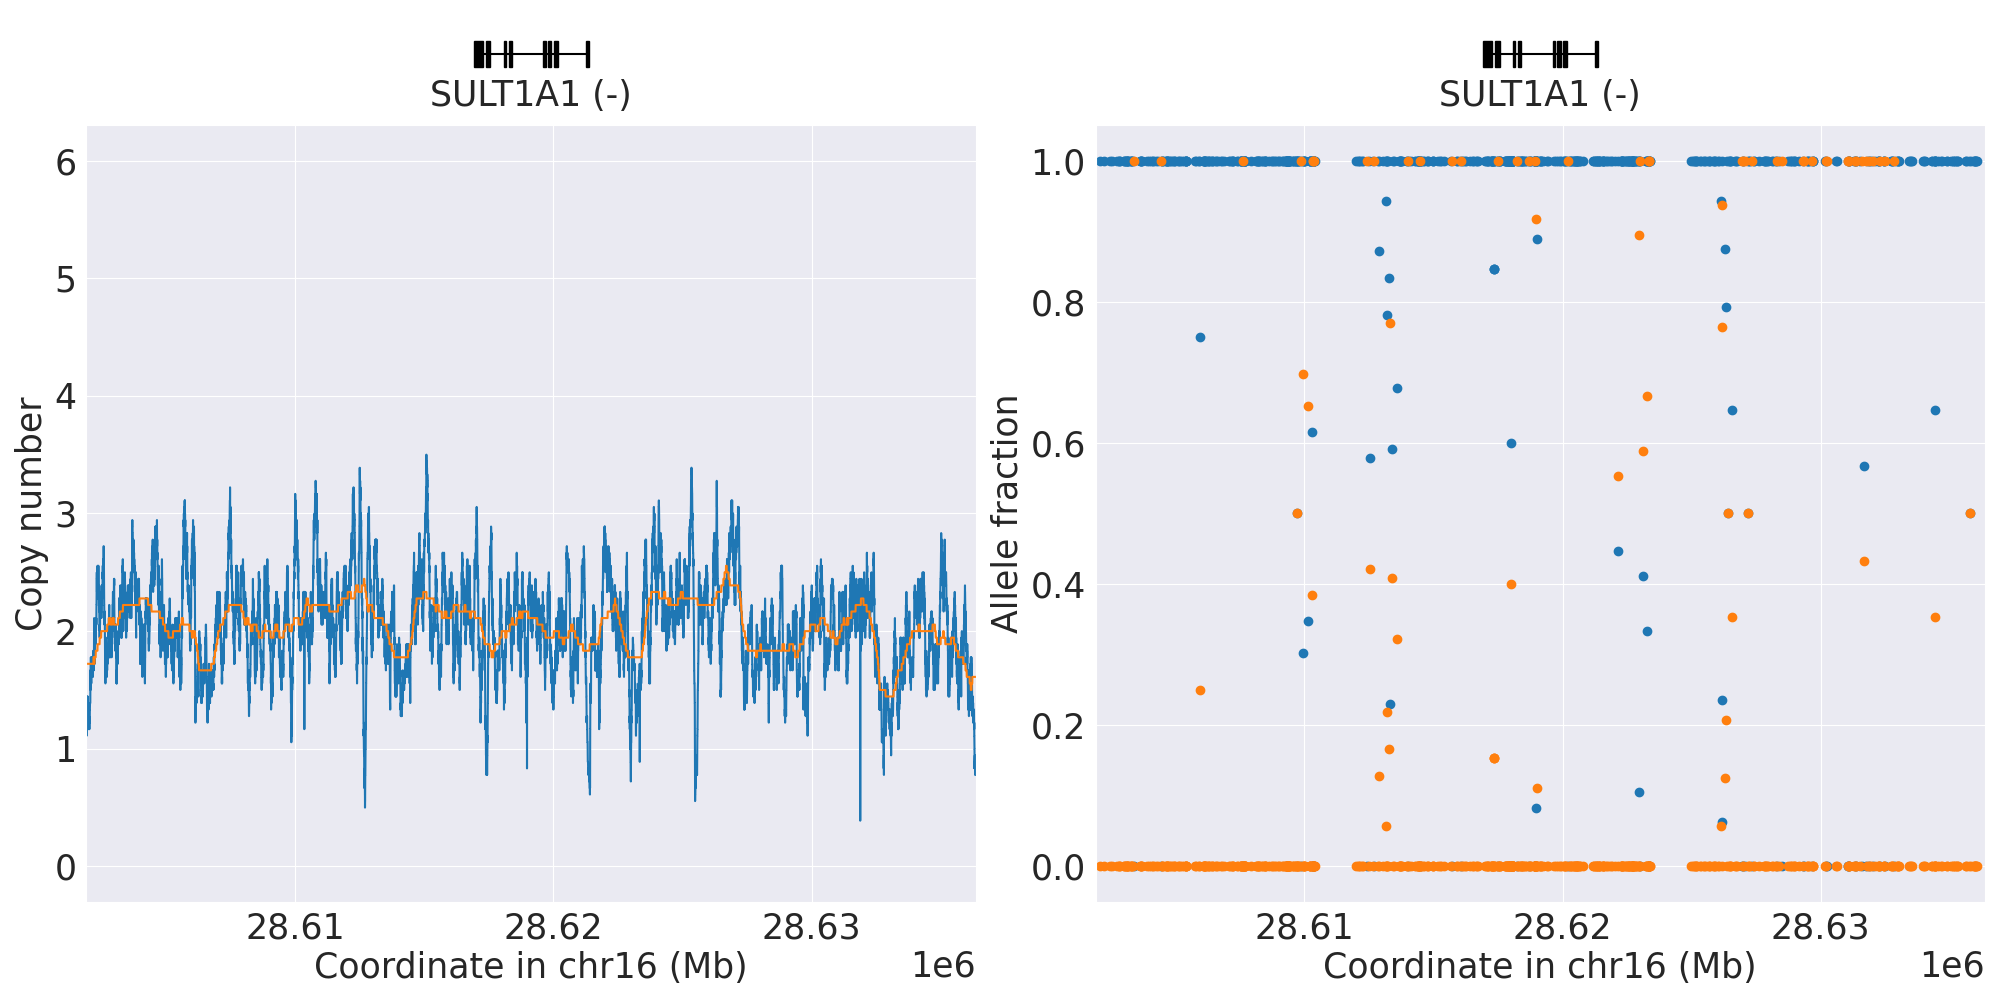 SULT1A1 (-)
6
5
4
3
2
1
0
Copy number
28.61
28.62
28.63
Coordinate in chr16 (Mb)
1e6
SULT1A1 (-)
1.0
0.8
0.6
0.4
0.2
0.0
Allele fraction
28.61
28.62
28.63
Coordinate in chr16 (Mb)
1e6